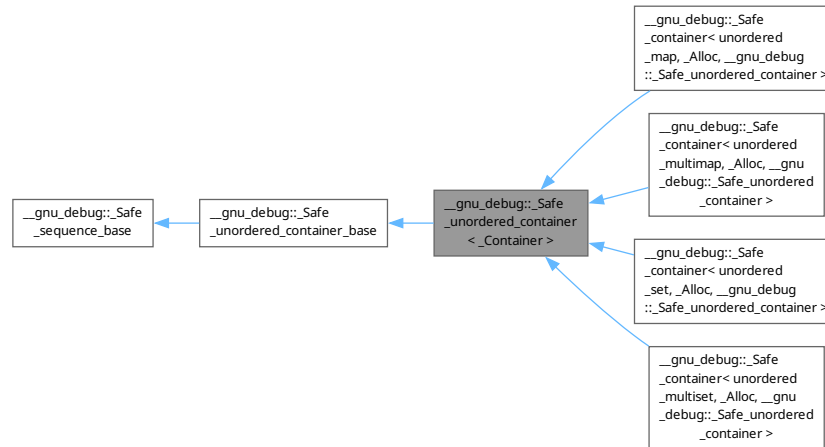 __gnu_debug::_Safe
_sequence_base
__gnu_debug::_Safe
_unordered_container_base
__gnu_debug::_Safe
_unordered_container
< _Container >
__gnu_debug::_Safe
_container< unordered
_map, _Alloc, __gnu_debug
::_Safe_unordered_container >
__gnu_debug::_Safe
_container< unordered
_multimap, _Alloc, __gnu
_debug::_Safe_unordered
_container >
__gnu_debug::_Safe
_container< unordered
_set, _Alloc, __gnu_debug
::_Safe_unordered_container >
__gnu_debug::_Safe
_container< unordered
_multiset, _Alloc, __gnu
_debug::_Safe_unordered
_container >